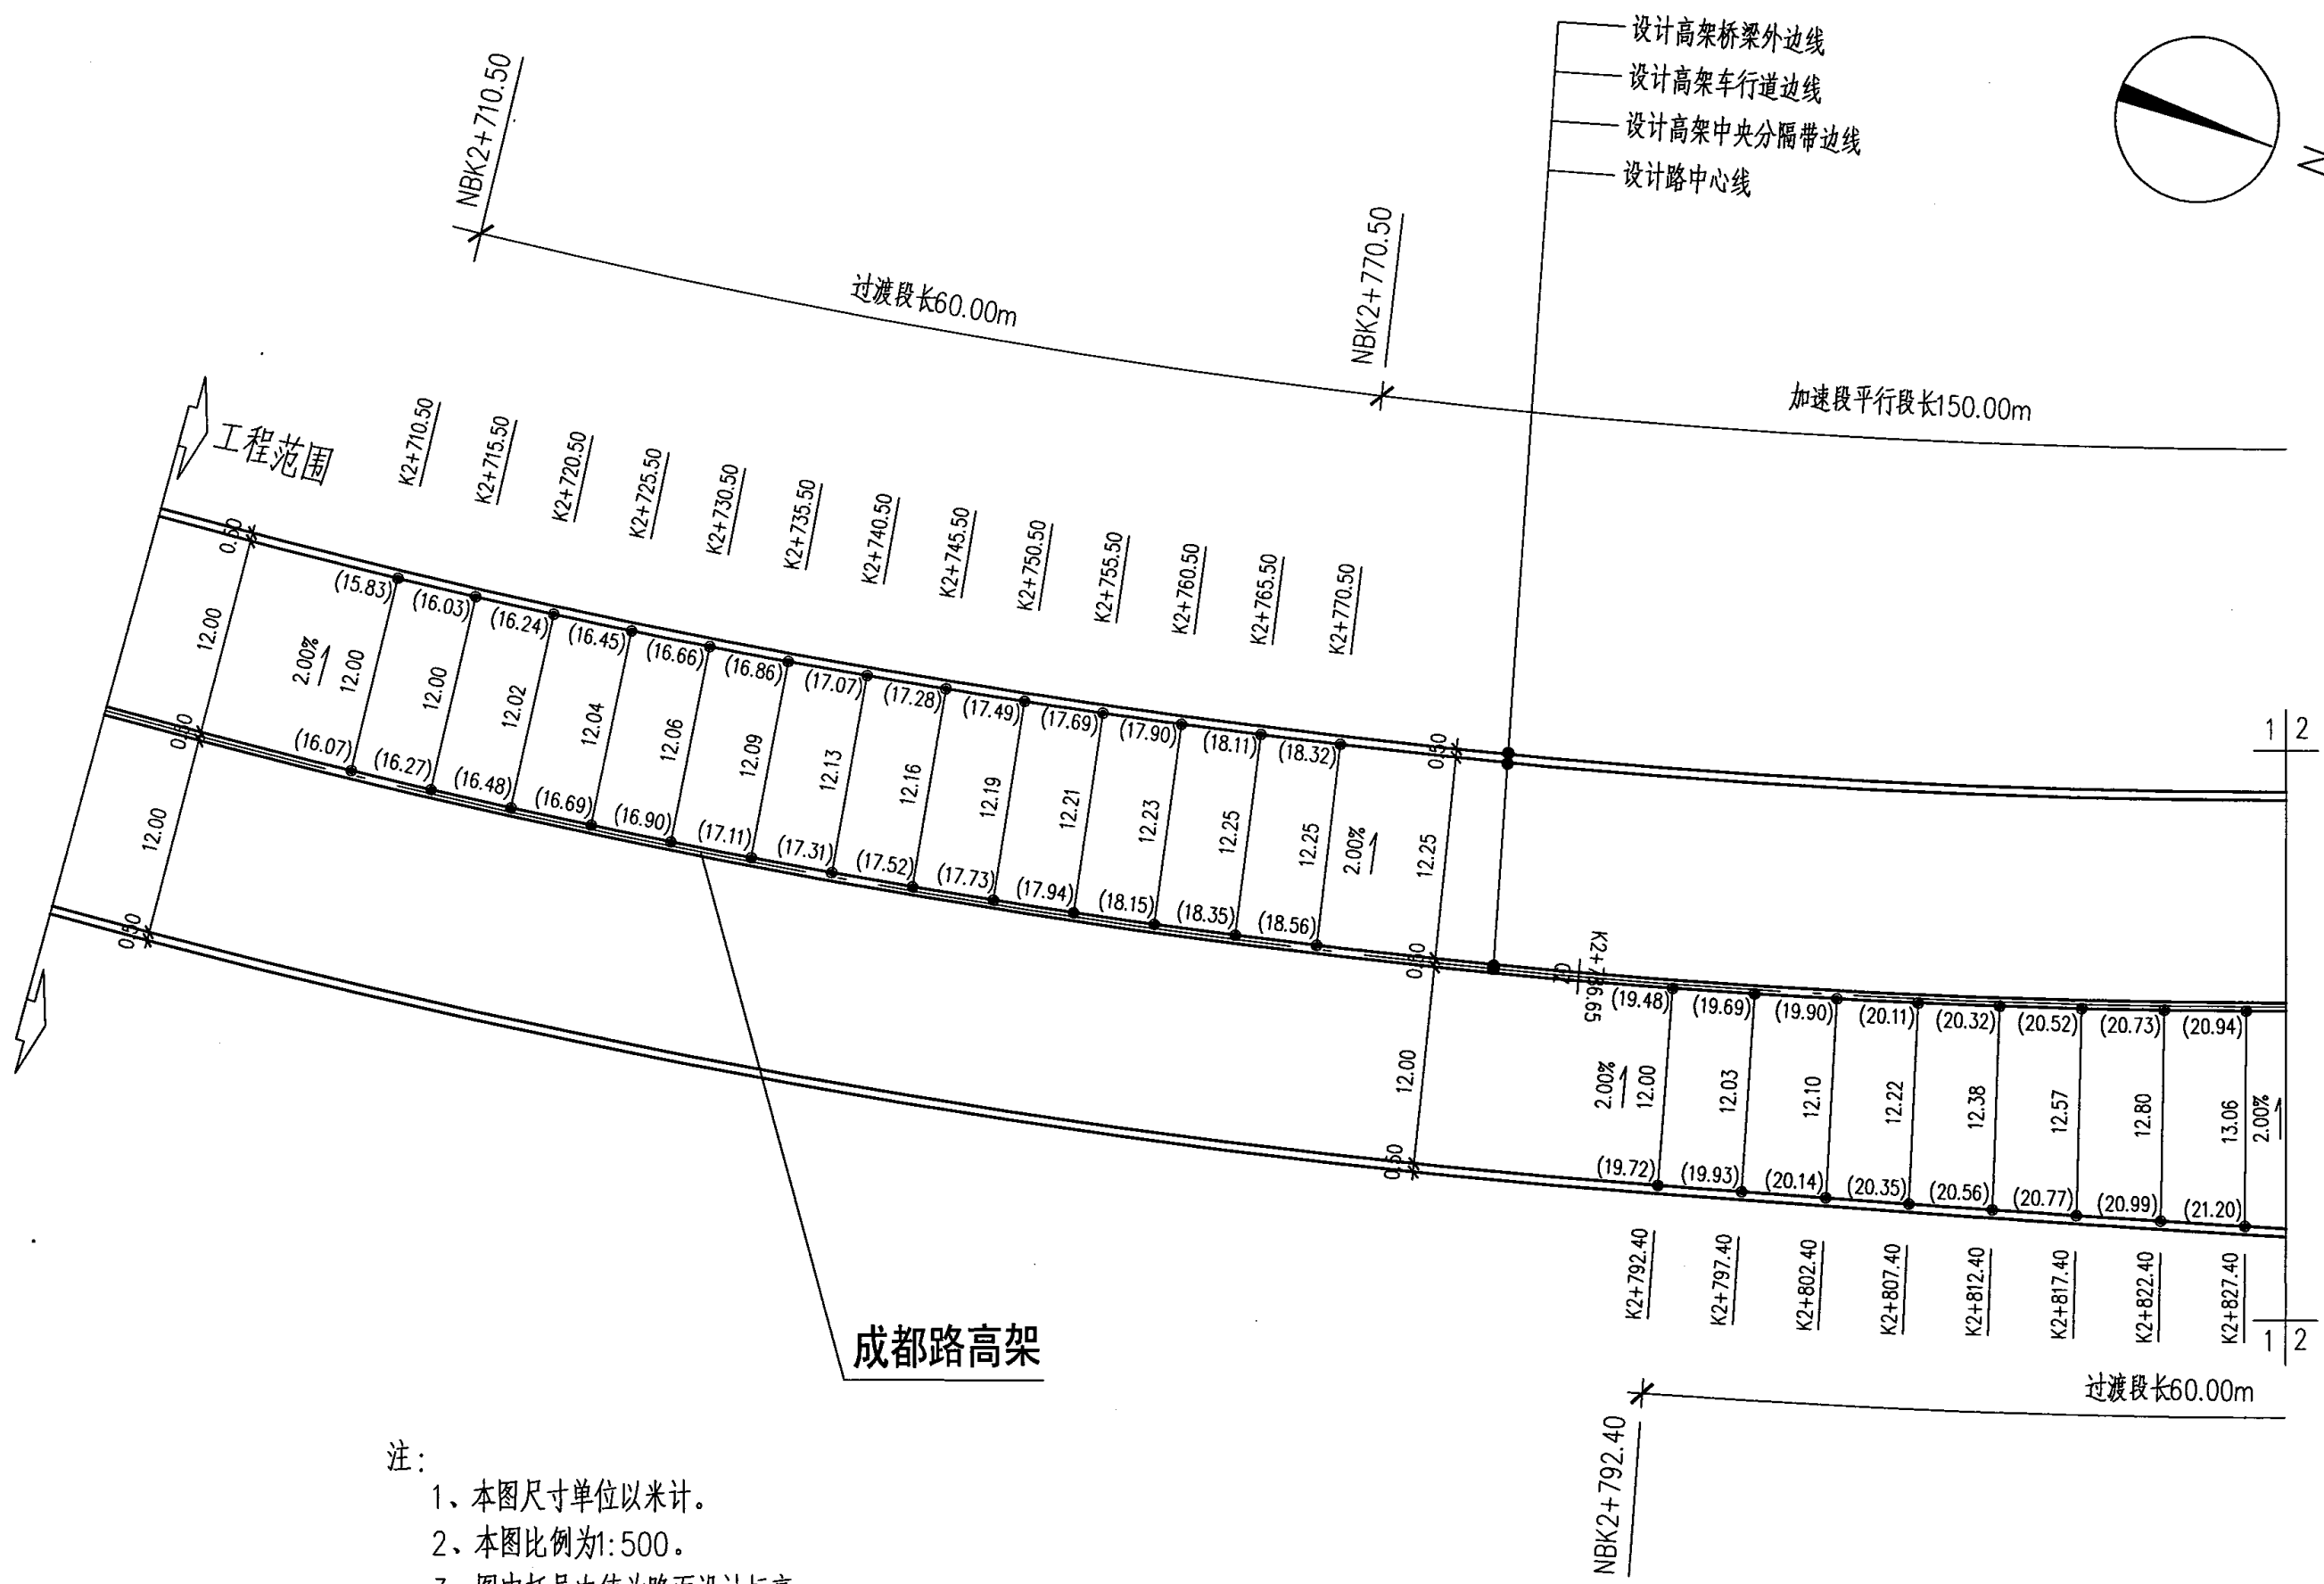 设计高架桥梁外边线
设计高架车行道边线
设计高架中央分隔带边线
设计路中心线
N
NBK2+710.50
过渡段长60.00m
NBK2+770.50
加速段平行段长150.00m
工程范围
K2+710.50
K2+715.50
K2+720.50
K2+725.50
K2+730.50
K2+735.50
K2+740.50
K2+745.50
K2+750.50
K2+755.50
K2+760.50
K2+765.50
K2+770.50
0.50
12.00
0.50
12.00
0.50
(15.83)
(16.03)
(16.24)
(16.45)
(16.66)
(16.86)
(17.07)
(17.28)
(17.49)
(17.69)
(17.90)
(18.11)
(18.32)
2.00%
12.00
12.00
12.02
12.04
12.06
12.09
12.13
12.16
12.19
12.21
12.23
12.25
12.25
2.00%
(16.07)
(16.27)
(16.48)
(16.69)
(16.90)
(17.11)
(17.31)
(17.52)
(17.73)
(17.94)
(18.15)
(18.35)
(18.56)
0.50
12.25
0.50
12.00
0.50
K2+786.65
1 2
(19.48)
(19.69)
(19.90)
(20.11)
(20.32)
(20.52)
(20.73)
(20.94)
2.00%
12.00
12.03
12.10
12.22
12.38
12.57
12.80
13.06
2.00%
(19.72)
(19.93)
(20.14)
(20.35)
(20.56)
(20.77)
(20.99)
(21.20)
K2+792.40
K2+797.40
K2+802.40
K2+807.40
K2+812.40
K2+817.40
K2+822.40
K2+827.40
1 2
成都路高架
过渡段长60.00m
NBK2+792.40
注：
1、本图尺寸单位以米计。
2、本图比例为1:500。